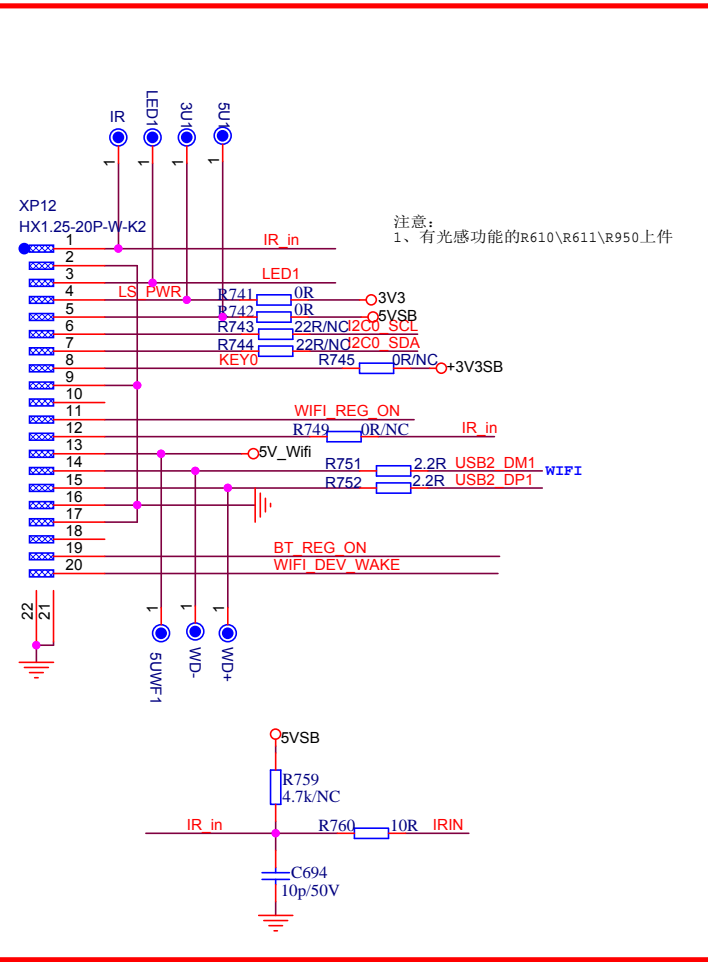 IR
LED1
3U1
5U1
1
1
1
1
XP12
HX1.25-20P-W-K2
注意:
1、有光感功能的R610\R611\R950上件
1 IR_in
2
3 LED1
4 LS_PWR R741 0R 3V3
5 R742 0R 5VSB
6 R743 22R/NC I2C0_SCL
7 R744 22R/NC I2C0_SDA
8 KEY0 R745 0R/NC +3V3SB
9
10
11 WIFI_REG_ON
12 R749 0R/NC IR_in
13 5V_Wifi
14 R751 2.2R USB2_DM1 WIFI
15 R752 2.2R USB2_DP1
16
17
18
19 BT_REG_ON
20 WIFI_DEV_WAKE
22
21
1
1
1
5UWF1
WD-
WD+
5VSB
R759
4.7k/NC
IR_in R760 10R IRIN
C694
10p/50V